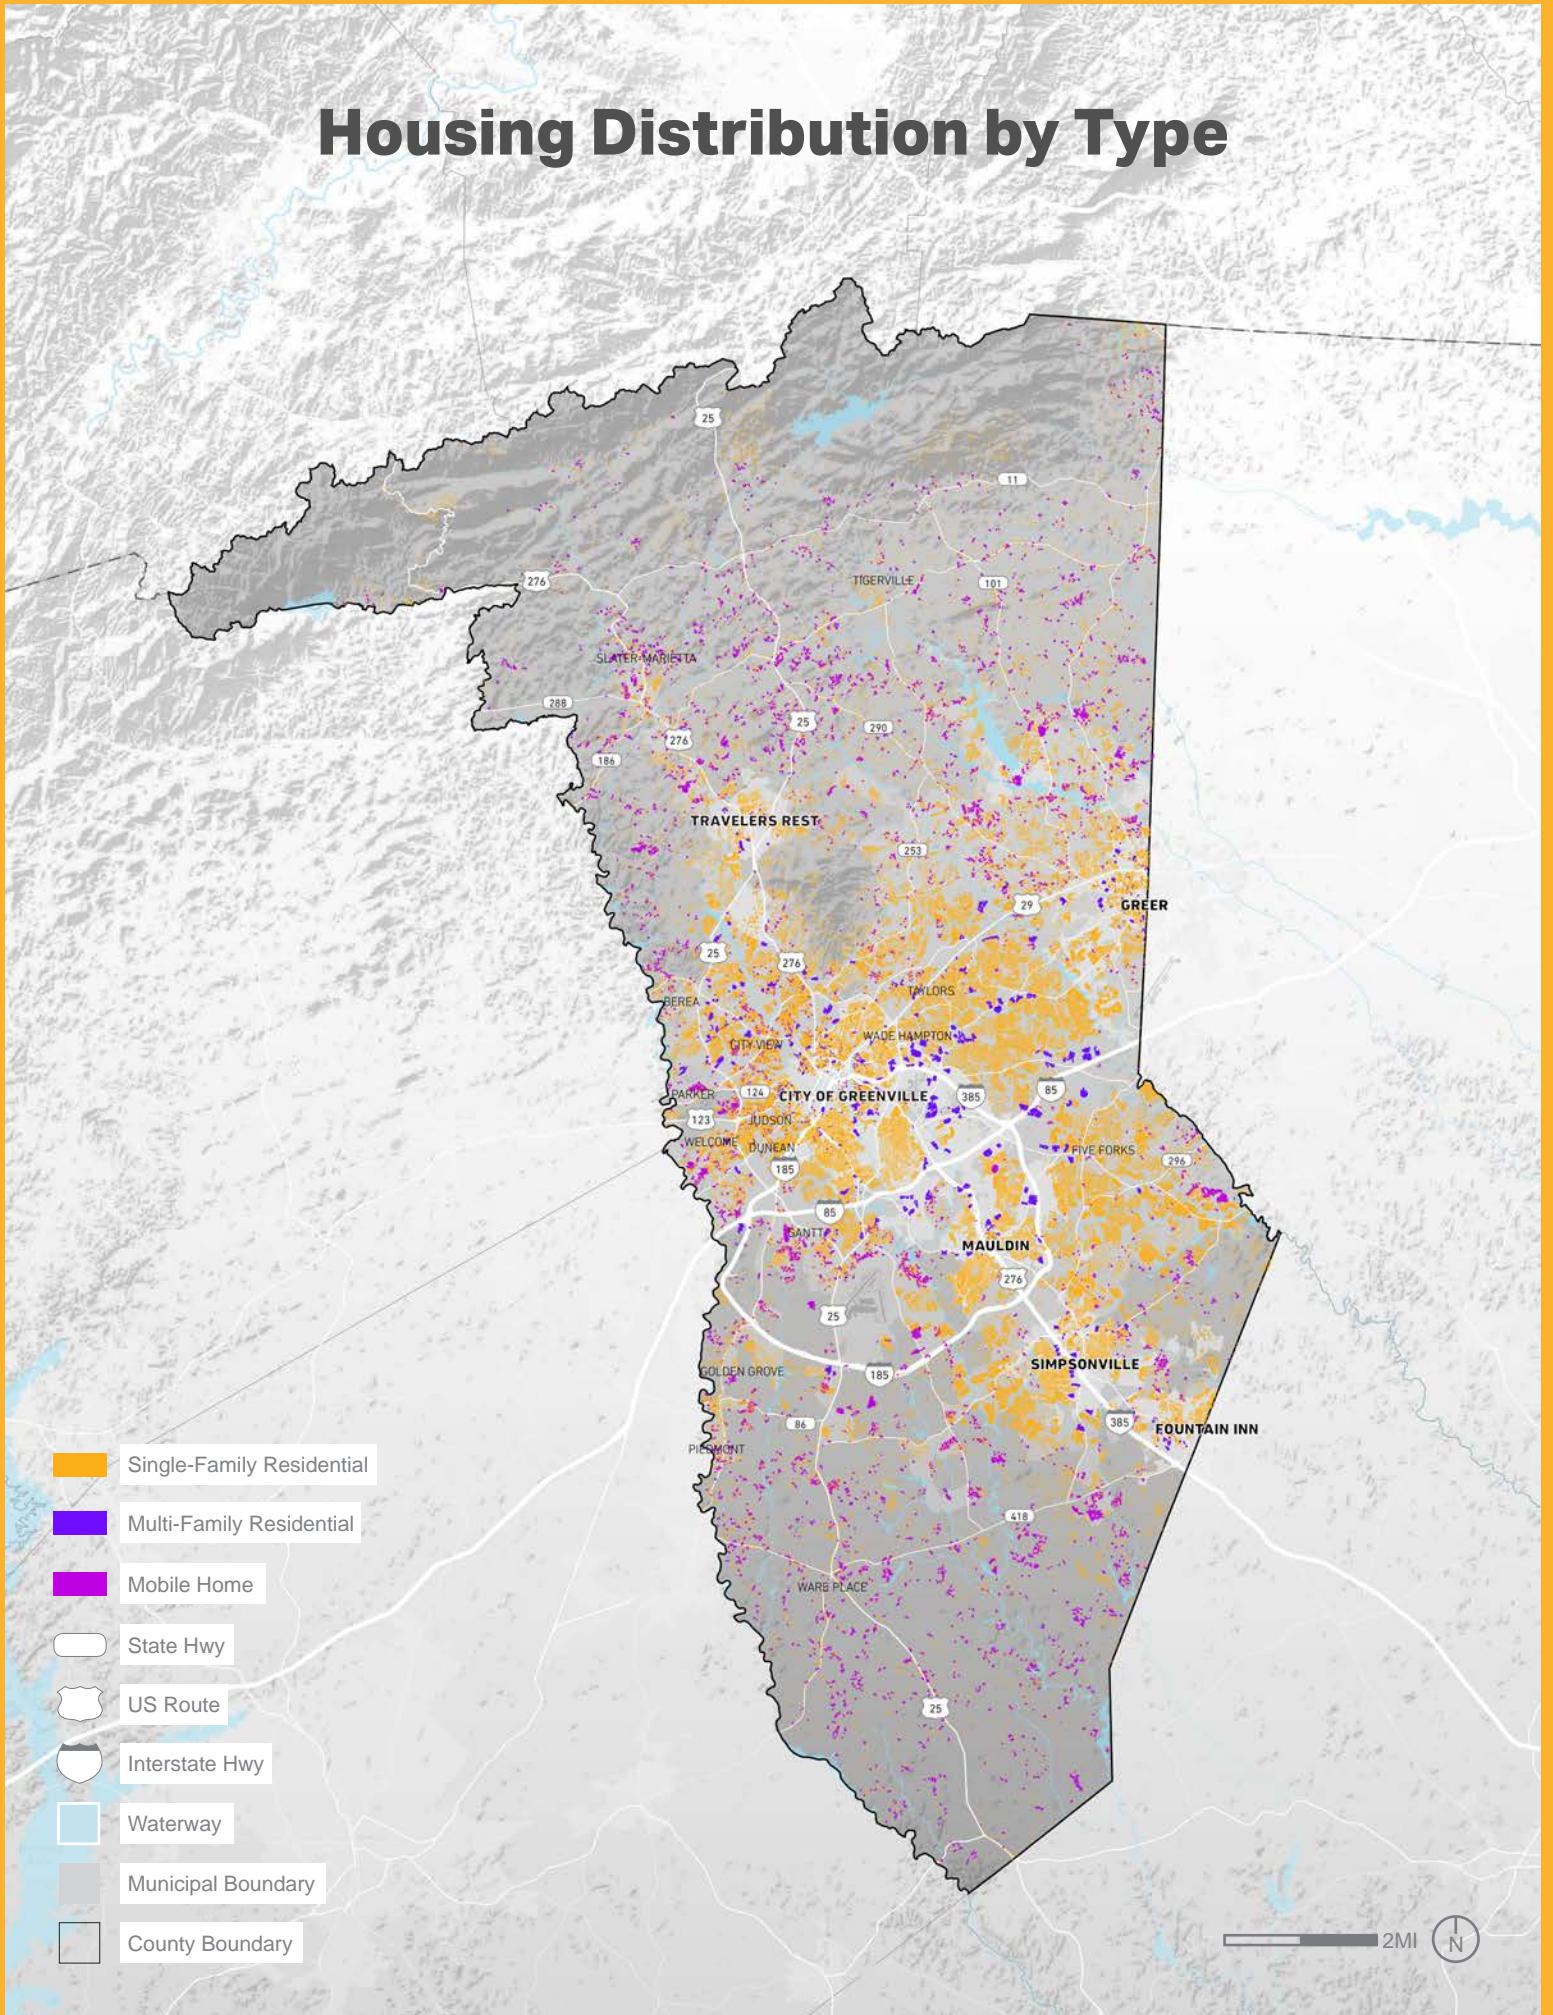 Housing Distribution by Type
25
11
276
TIGERVILLE
101
SLATER-MARIETTA
288
25
290
276
186
TRAVELERS REST
253
29
GREER
25
276
TAYLORS
BEREA
WADE HAMPTON
CITY VIEW
PARKER
124
CITY OF GREENVILLE
385
85
123
JUDSON
WELCOME
DUNEAN
FIVE FORKS
296
185
85
GANTT
MAULDIN
276
25
SIMPSONVILLE
GOLDEN GROVE
185
86
385
FOUNTAIN INN
PIEDMONT
418
WARE PLACE
25
Single-Family Residential
Multi-Family Residential
Mobile Home
State Hwy
US Route
Interstate Hwy
Waterway
Municipal Boundary
County Boundary
2MI
N